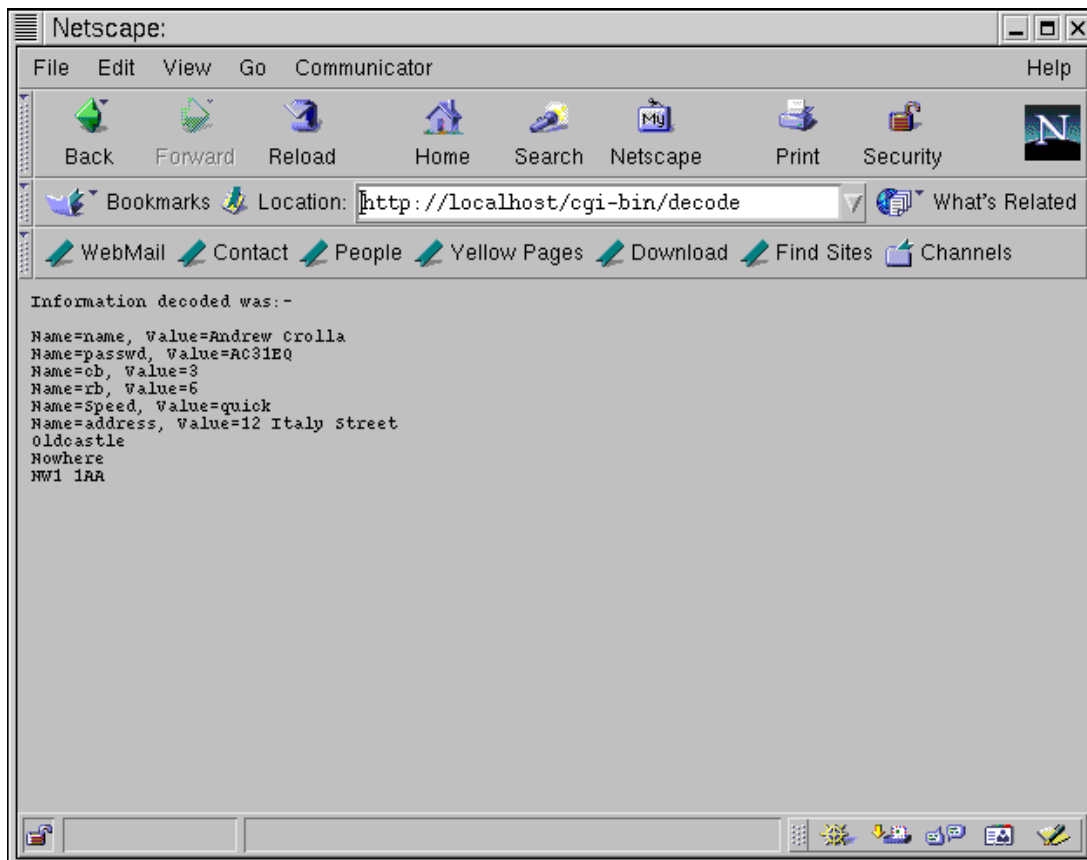 Netscape:
File Edit View Go Communicator Help
Back Forward Reload Home Search Netscape Print Security
My N
Bookmarks Location: http://localhost/cgi-bin/decode What's Related
WebMail Contact People Yellow Pages Download Find Sites Channels
Information decoded was:-
Name=name, Value=Andrew Crolla
Name=passwd, Value=AC31EQ
Name=cb, Value=3
Name=rb, Value=6
Name=Speed, Value=quick
Name=address, Value=12 Italy Street
Oldcastle
Nowhere
NW1 1AA